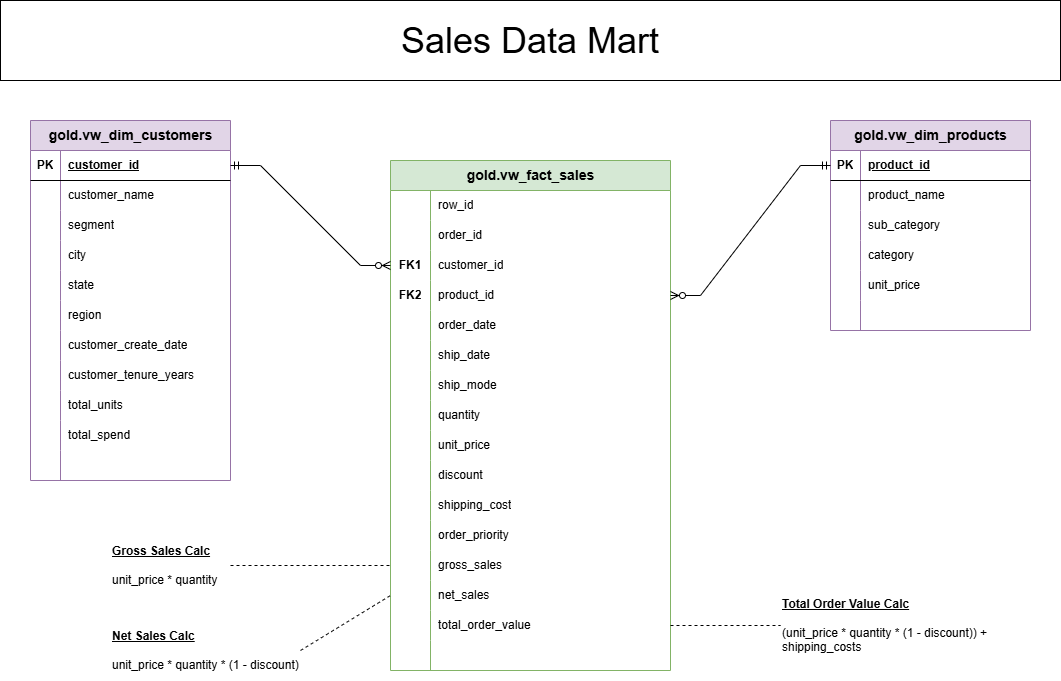 Sales Data Mart
gold.vw_dim_customers
PK customer_id
customer_name
segment
city
state
region
customer_create_date
customer_tenure_years
total_units
total_spend
gold.vw_fact_sales
row_id
order_id
FK1 customer_id
FK2 product_id
order_date
ship_date
ship_mode
quantity
unit_price
discount
shipping_cost
order_priority
gross_sales
net_sales
total_order_value
gold.vw_dim_products
PK product_id
product_name
sub_category
category
unit_price
Gross Sales Calc
unit_price * quantity
Net Sales Calc
unit_price * quantity * (1 - discount)
Total Order Value Calc
(unit_price * quantity * (1 - discount)) +
shipping_costs